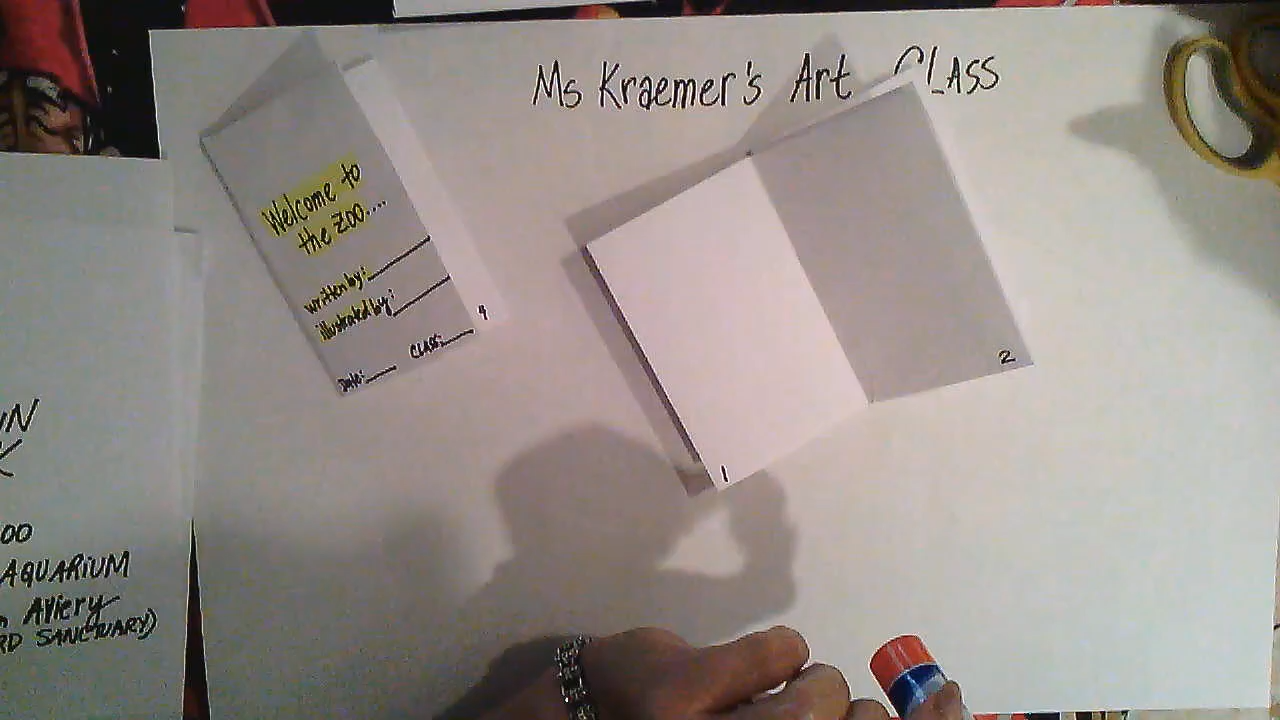 Ms Kraemer's Art CLASS
Welcome to
the Zoo....
written by:
illustrated by:
Date: CLASS:
4
1
2
OO
AQUARIUM
Aviery
RD SANCTUARY)